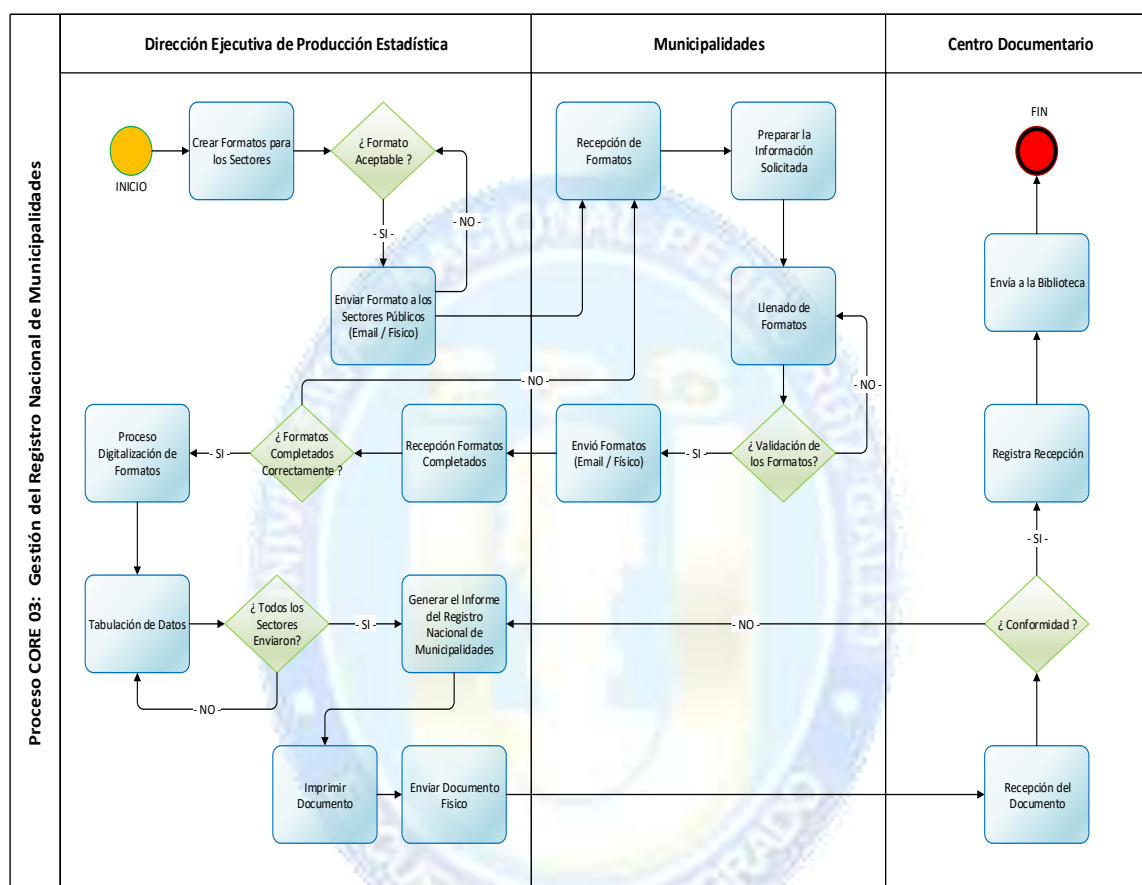 Proceso CORE 03: Gestión del Registro Nacional de Municipalidades
Dirección Ejecutiva de Producción Estadística
Municipalidades
Centro Documentario
INICIO
Crear Formatos para
los Sectores
¿ Formato
Aceptable ?
- NO -
- SI -
Enviar Formato a los
Sectores Públicos
(Email / Fisico)
Recepción de
Formatos
Preparar la
Información
Solicitada
Llenado de
Formatos
- NO -
¿ Validación de
los Formatos?
- SI -
Envió Formatos
(Email / Físico)
Recepción Formatos
Completados
¿ Formatos
Completados
Correctamente ?
- NO -
- SI -
Proceso
Digitalización de
Formatos
Tabulación de Datos
¿ Todos los
Sectores
Enviaron?
- NO -
- SI -
Generar el Informe
del Registro
Nacional de
Municipalidades
Imprimir
Documento
Enviar Documento
Fisico
Recepción del
Documento
¿ Conformidad ?
- NO -
- SI -
Registra Recepción
Envía a la Biblioteca
FIN